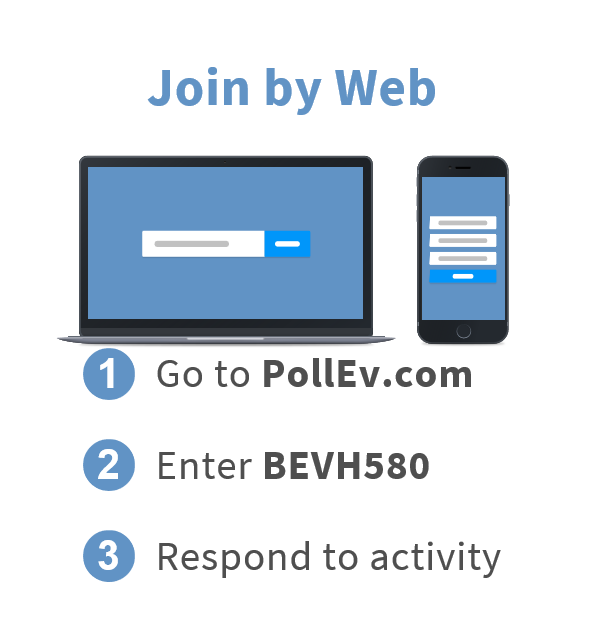 Join by Web
1 Go to PollEv.com
2 Enter BEVH580
3 Respond to activity